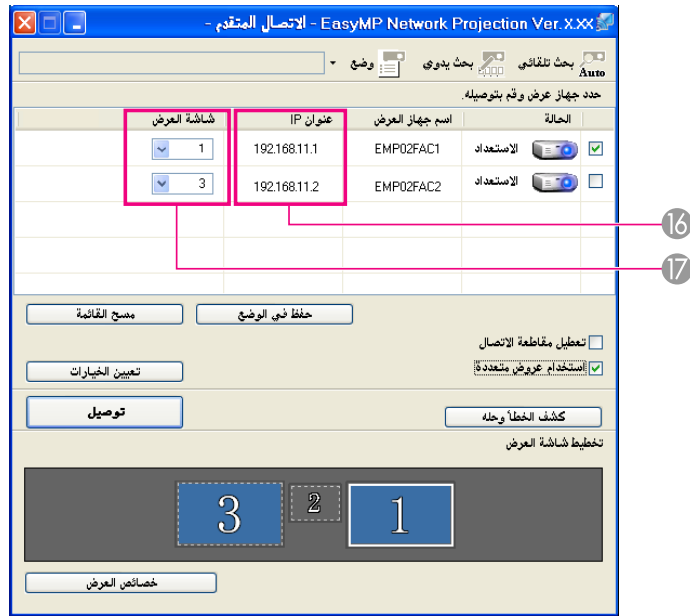 EasyMP Network Projection Ver.X.XX - الاتصال المتقدم -
Auto بحث تلقائي بحث يدوي وضع
حدد جهاز عرض وقم بتوصيله.
الحالة اسم جهاز العرض عنوان IP شاشة العرض
الاستعداد EMP02FAC1 192.168.11.1 1
الاستعداد EMP02FAC2 192.168.11.2 3
16
17
حفظ في الوضع مسح القائمة
تعطيل مقاطعة الاتصال
استخدام عروض متعددة تعيين الخيارات
كشف الخطأ وحله توصيل
تخطيط شاشة العرض
1 2 3
خصائص العرض